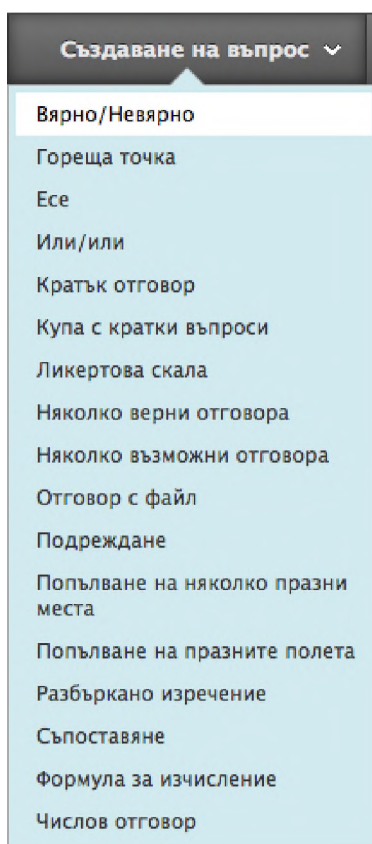 Създаване на въпрос
Вярно/Невярно
Гореща точка
Есе
Или/или
Кратък отговор
Купа с кратки въпроси
Ликертова скала
Няколко верни отговора
Няколко възможни отговора
Отговор с файл
Подреждане
Попълване на няколко празни
места
Попълване на празните полета
Разбъркано изречение
Съпоставяне
Формула за изчисление
Числов отговор